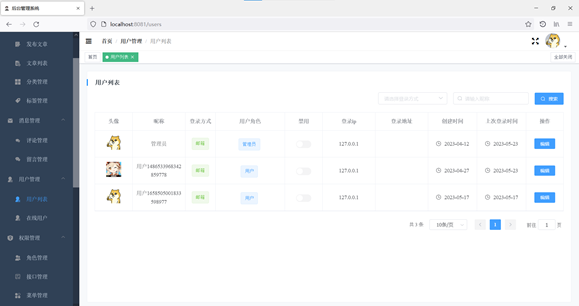 后台管理系统
localhost:8081/users
发布文章
首页 / 用户管理 / 用户列表
首页
用户列表
全部关闭
文章列表
分类管理
标签管理
消息管理
评论管理
留言管理
用户管理
用户列表
在线用户
权限管理
角色管理
接口管理
菜单管理
用户列表
请选择登录方式
请输入昵称
搜索
头像 昵称 登录方式 用户角色 禁用 登录ip 登录地址 创建时间 上次登录时间 操作
管理员 邮箱 管理员 127.0.0.1 2023-04-12 2023-05-23 编辑
用户1486533968342
859778
邮箱 用户 127.0.0.1 2023-04-27 2023-05-23 编辑
用户1658505001833
598977
邮箱 用户 127.0.0.1 2023-05-17 2023-05-17 编辑
共 3 条 10条/页 1 前往 1 页